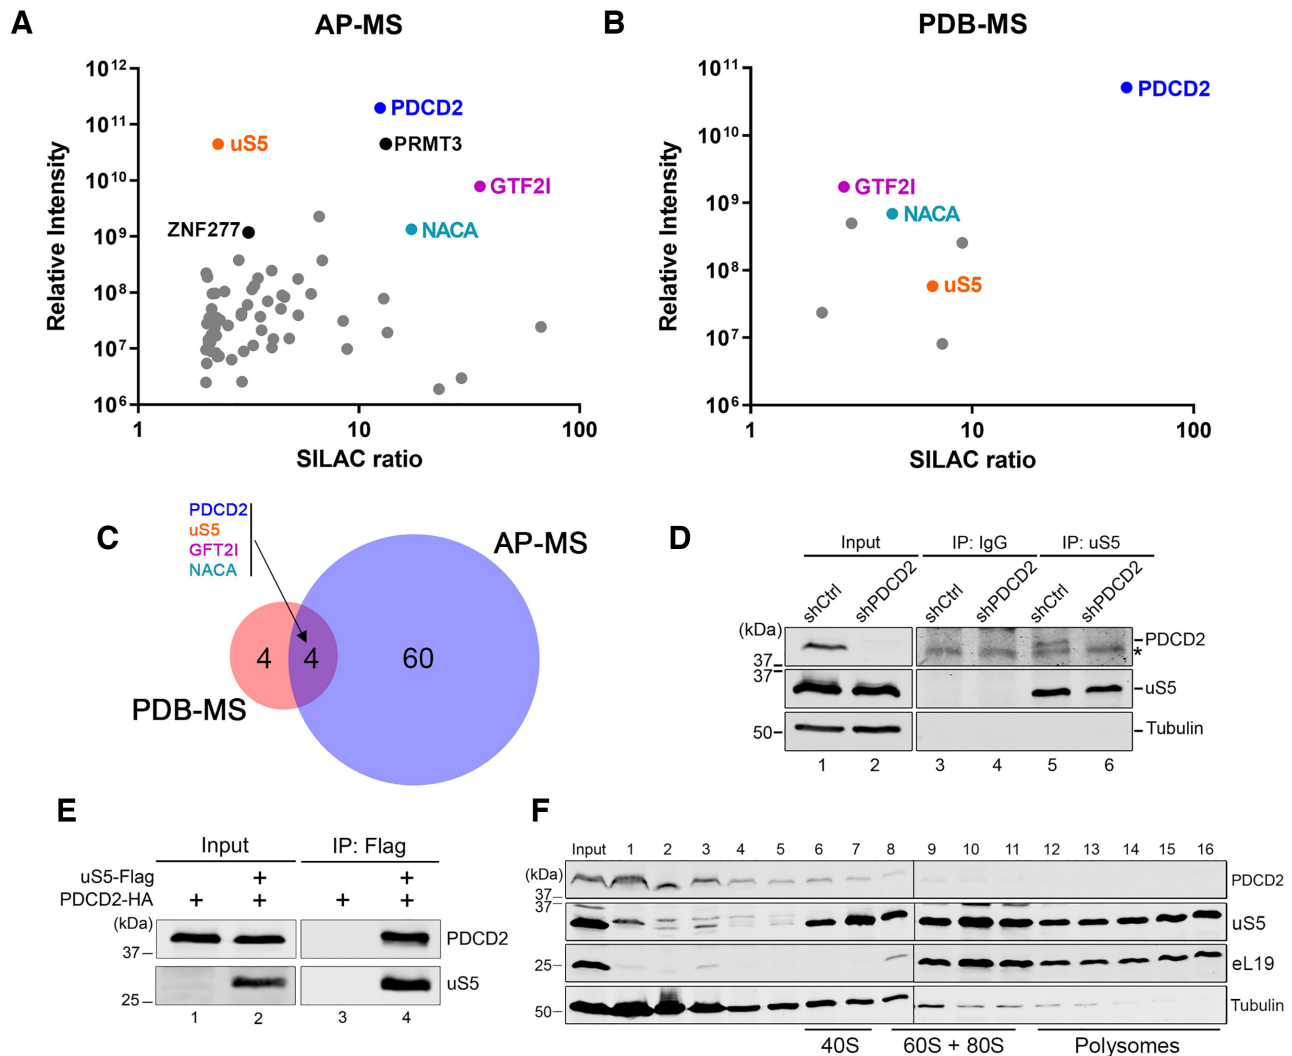 A
AP-MS
10¹²
10¹¹
10¹⁰
10⁹
10⁸
10⁷
10⁶
Relative Intensity
PDCD2
uS5
PRMT3
GTF2I
ZNF277
NACA
1
10
100
SILAC ratio
B
PDB-MS
10¹¹
10¹⁰
10⁹
10⁸
10⁷
10⁶
Relative Intensity
PDCD2
GTF2I
NACA
uS5
1
10
100
SILAC ratio
C
PDCD2
uS5
GFT2I
NACA
AP-MS
4
4
60
PDB-MS
D
Input
IP: IgG
IP: uS5
shCtrl
shPDCD2
shCtrl
shPDCD2
shCtrl
shPDCD2
(kDa)
37
37
50
PDCD2
*
uS5
Tubulin
1 2 3 4 5 6
E
Input
IP: Flag
uS5-Flag + +
PDCD2-HA + + + +
(kDa)
37
25
PDCD2
uS5
1 2 3 4
F
Input 1 2 3 4 5 6 7 8 9 10 11 12 13 14 15 16
(kDa)
37
37
25
50
PDCD2
uS5
eL19
Tubulin
40S
60S + 80S
Polysomes